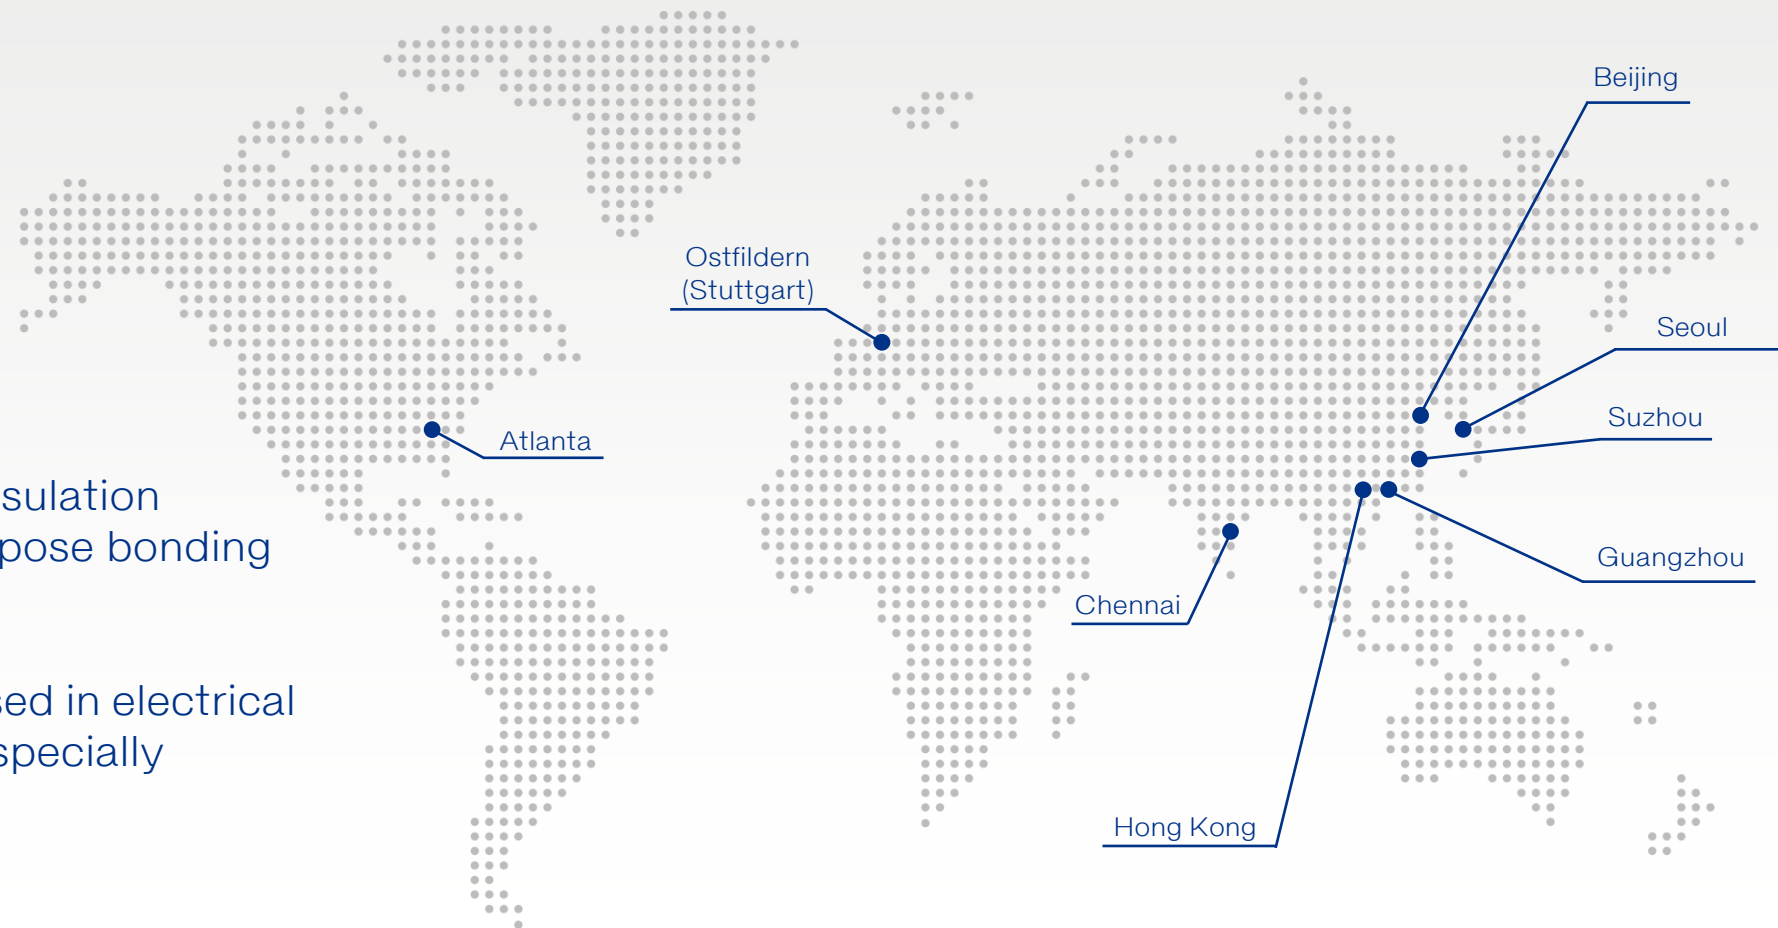 Beijing
Ostfildern
(Stuttgart)
Seoul
Suzhou
Atlanta
sulation
pose bonding
Guangzhou
Chennai
sed in electrical
specially
Hong Kong